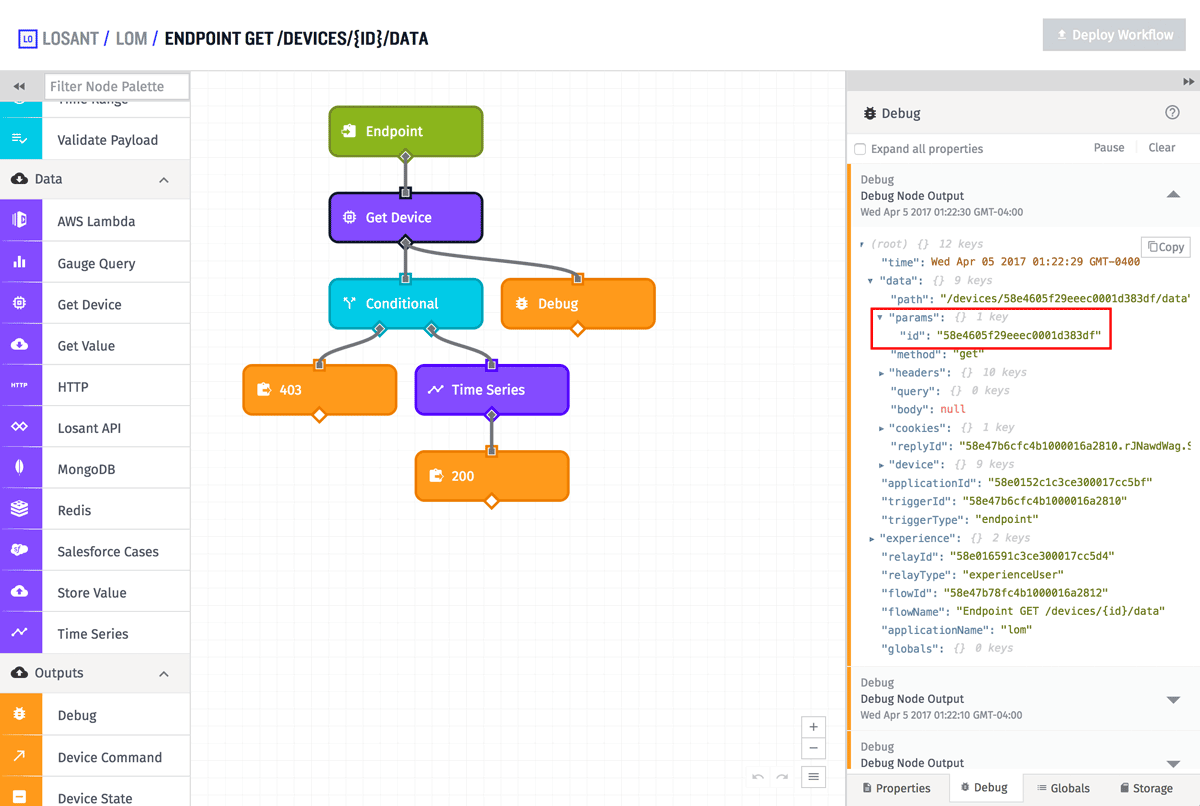 LO LOSANT / LOM / ENDPOINT GET /DEVICES/{ID}/DATA
Deploy Workflow
Filter Node Palette
Time Range
Validate Payload
Data
AWS Lambda
Gauge Query
Get Device
Get Value
HTTP HTTP
Losant API
MongoDB
Redis
Salesforce Cases
Store Value
Time Series
Outputs
Debug
Device Command
Device State
Endpoint
Get Device
Conditional
Debug
403
Time Series
200
Debug
Expand all properties
Pause
Clear
Debug
Debug Node Output
Wed Apr 5 2017 01:22:30 GMT-04:00
Copy
(root) {} 12 keys
"time": Wed Apr 05 2017 01:22:29 GMT-0400
"data": {} 9 keys
"path": "/devices/58e4605f29eeec0001d383df/data"
"params": {} 1 key
"id": "58e4605f29eeec0001d383df"
"method": "get"
"headers": {} 10 keys
"query": {} 0 keys
"body": null
"cookies": {} 1 key
"replyId": "58e47b6cfc4b1000016a2810.rJNawdWag.S
"device": {} 9 keys
"applicationId": "58e0152c1c3ce300017cc5bf"
"triggerId": "58e47b6cfc4b1000016a2810"
"triggerType": "endpoint"
"experience": {} 2 keys
"relayId": "58e016591c3ce300017cc5d4"
"relayType": "experienceUser"
"flowId": "58e47b78fc4b1000016a2812"
"flowName": "Endpoint GET /devices/{id}/data"
"applicationName": "lom"
"globals": {} 0 keys
Debug
Debug Node Output
Wed Apr 5 2017 01:22:10 GMT-04:00
Debug
Debug Node Output
Properties
Debug
Globals
Storage